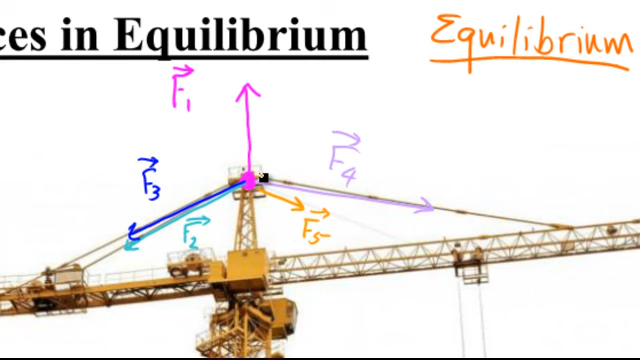 ces in Equilibrium
Equilibrium
F₁
F₃
F₄
F₂
F₅